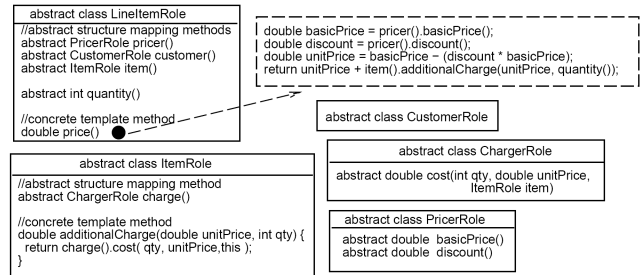 abstract class LineItemRole
//abstract structure mapping methods
abstract PricerRole pricer()
abstract CustomerRole customer()
abstract ItemRole item()
abstract int quantity()
//concrete template method
double price()
double basicPrice = pricer().basicPrice();
double discount = pricer().discount();
double unitPrice = basicPrice − (discount * basicPrice);
return unitPrice + item().additionalCharge(unitPrice, quantity());
abstract class CustomerRole
abstract class ItemRole
//abstract structure mapping method
abstract ChargerRole charge()
//concrete template method
double additionalCharge(double unitPrice, int qty) {
return charge().cost( qty, unitPrice,this );
}
abstract class ChargerRole
abstract double cost(int qty, double unitPrice,
ItemRole item)
abstract class PricerRole
abstract double basicPrice()
abstract double discount()